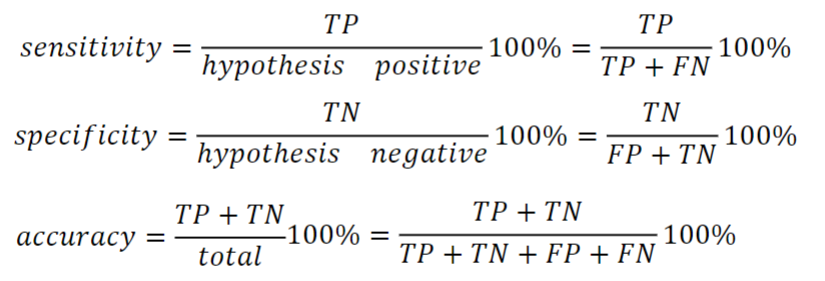 sensitivity = TP / hypothesis positive 100% = TP / TP + FN 100%
specificity = TN / hypothesis negative 100% = TN / FP + TN 100%
accuracy = TP + TN / total 100% = TP + TN / TP + TN + FP + FN 100%